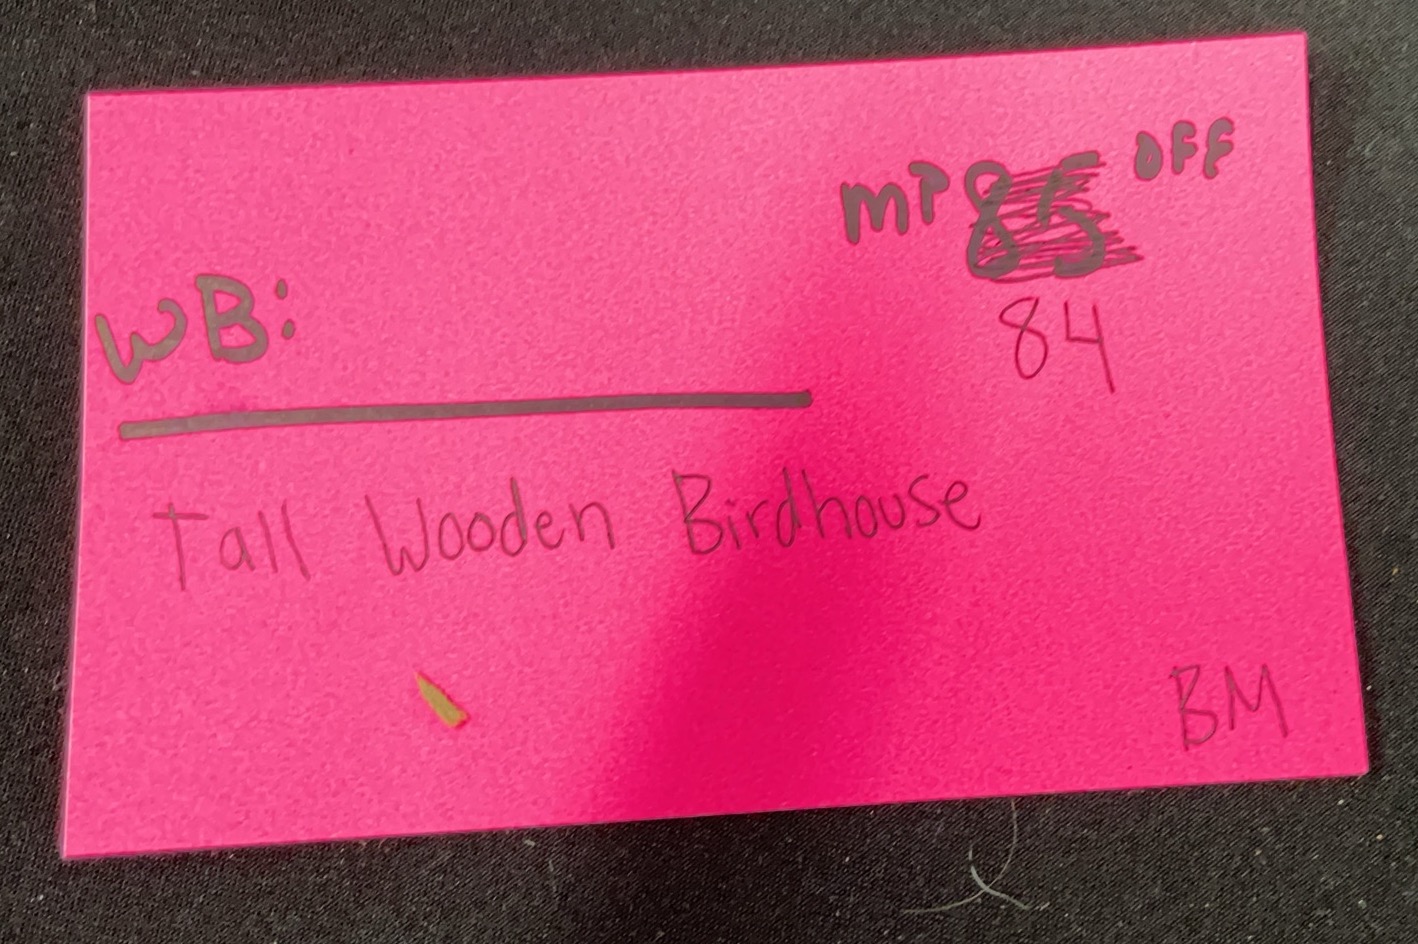 MP 85 OFF
84
WB:
Tall Wooden Birdhouse
BM